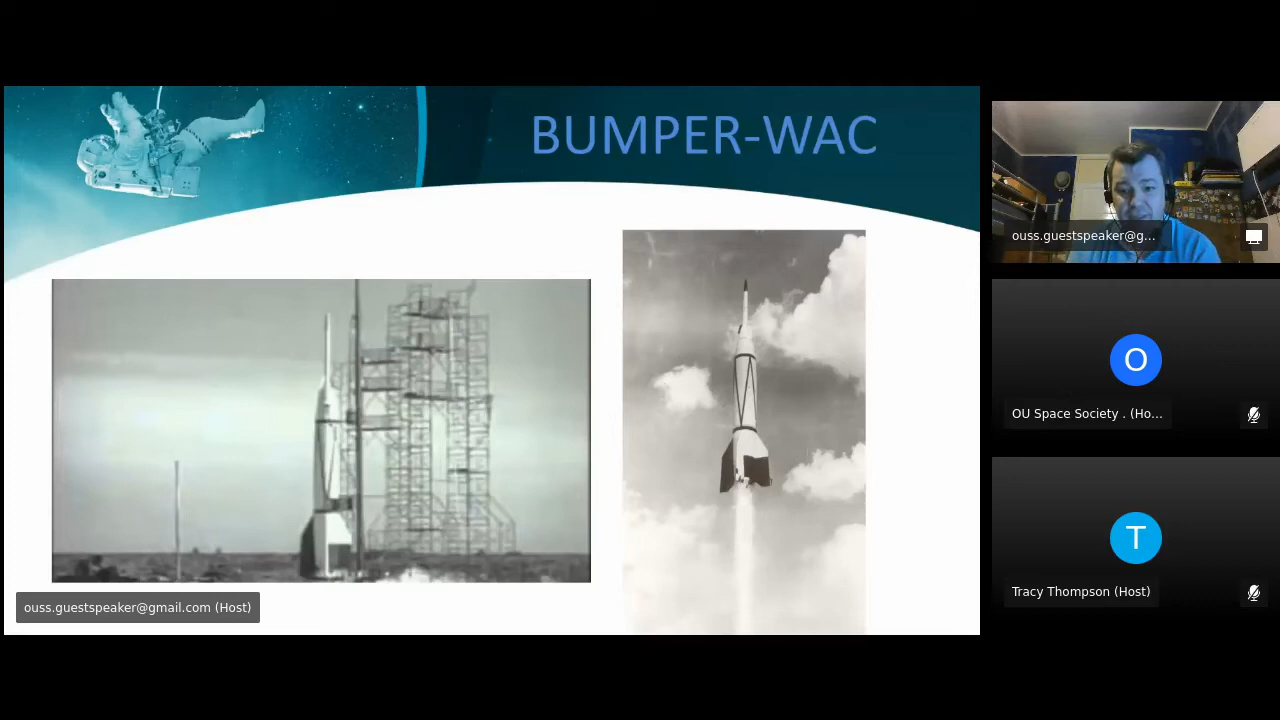 BUMPER-WAC
ouss.guestspeaker@gmail.com (Host)
ouss.guestspeaker@g...
O
OU Space Society . (Ho...
T
Tracy Thompson (Host)